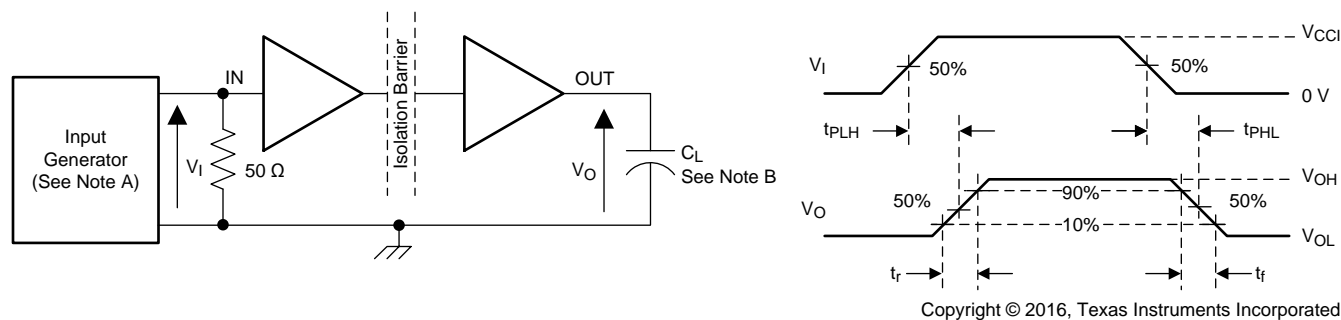 Input
Generator
(See Note A)
V_I
IN
50 Ω
Isolation Barrier
OUT
V_O
C_L
See Note B
V_I
50%
50%
V_CCI
0 V
t_PLH
t_PHL
V_O
50%
90%
10%
50%
V_OH
V_OL
t_r
t_f
Copyright © 2016, Texas Instruments Incorporated